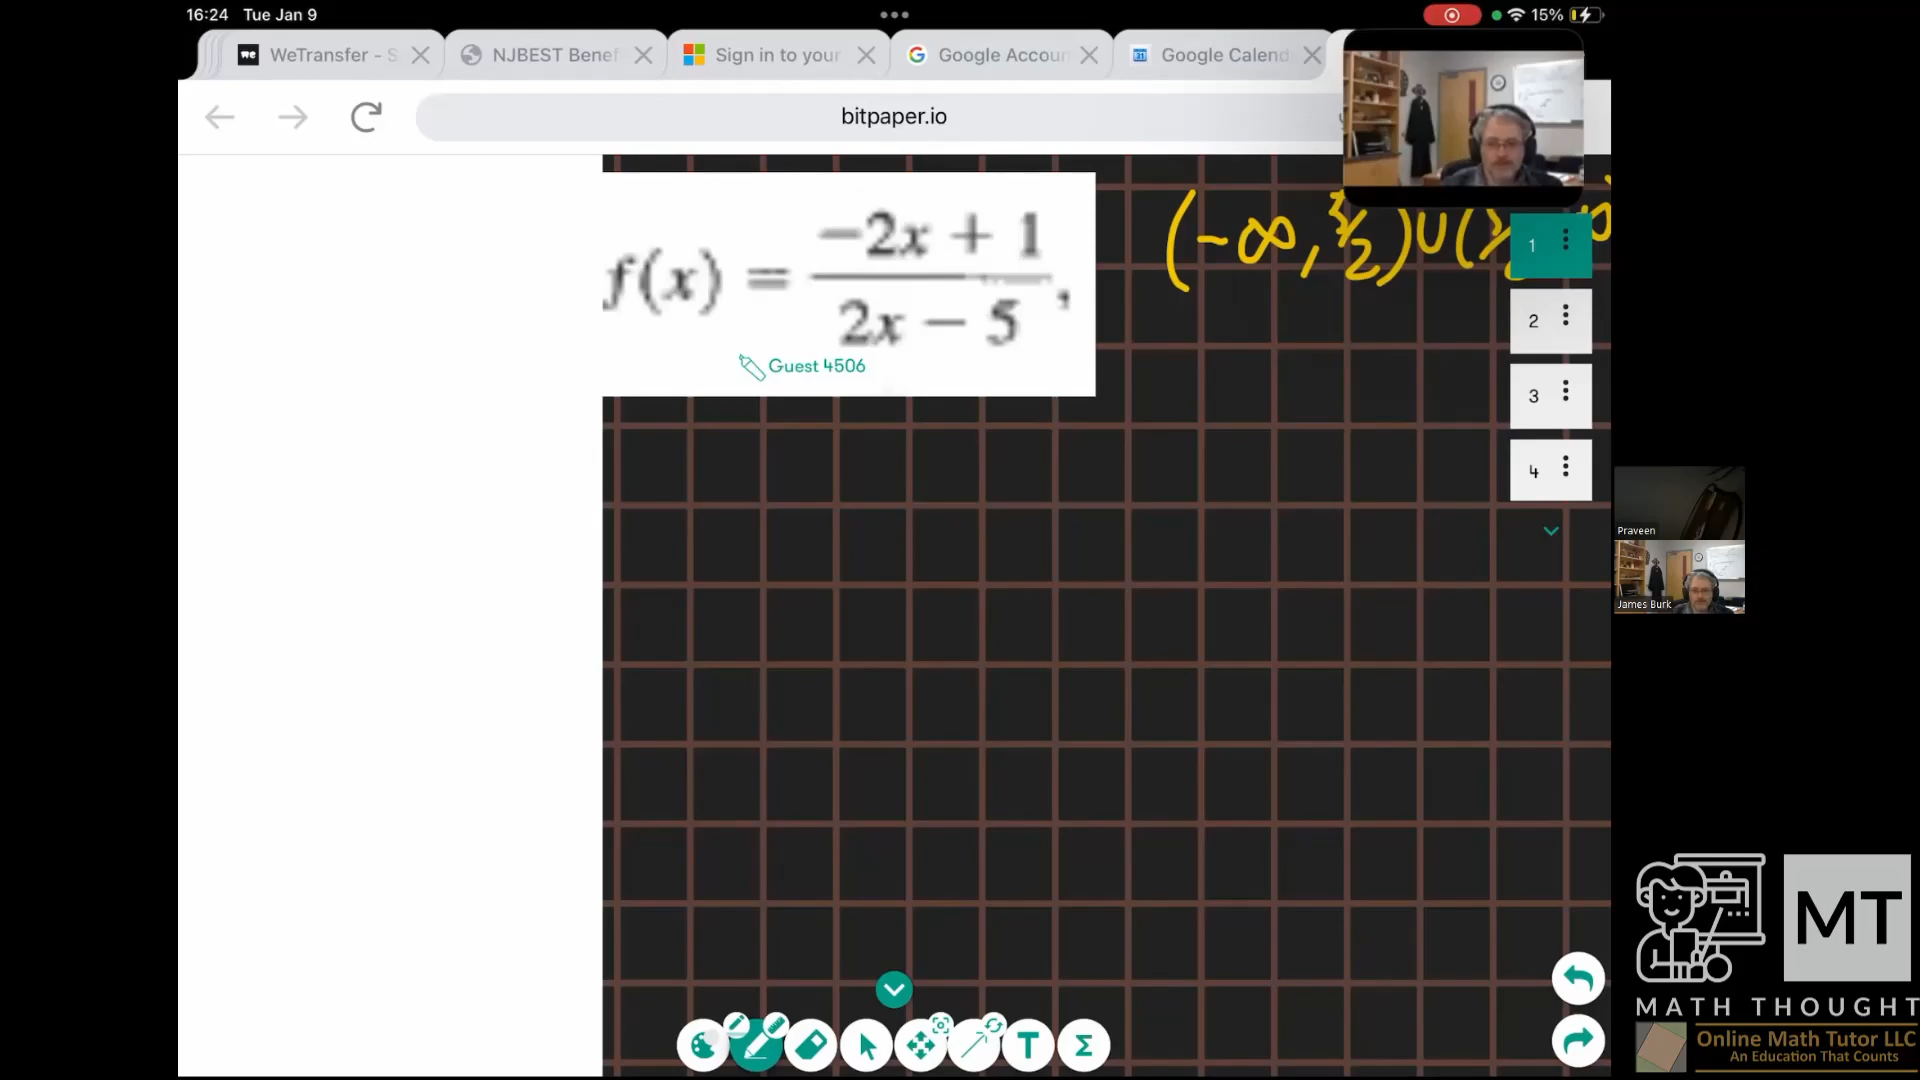 16:24 Tue Jan 9
15%
WeTransfer - S
NJBEST Benef
Sign in to your
Google Accoun
Google Calend
bitpaper.io
f(x) = \frac{-2x + 1}{2x - 5},
(-∞, 
2) ∪ (
Guest 4506
1
2
3
4
Praveen
James Burk
T
Σ
MT
MATH THOUGHT
Online Math Tutor LLC
An Education That Counts